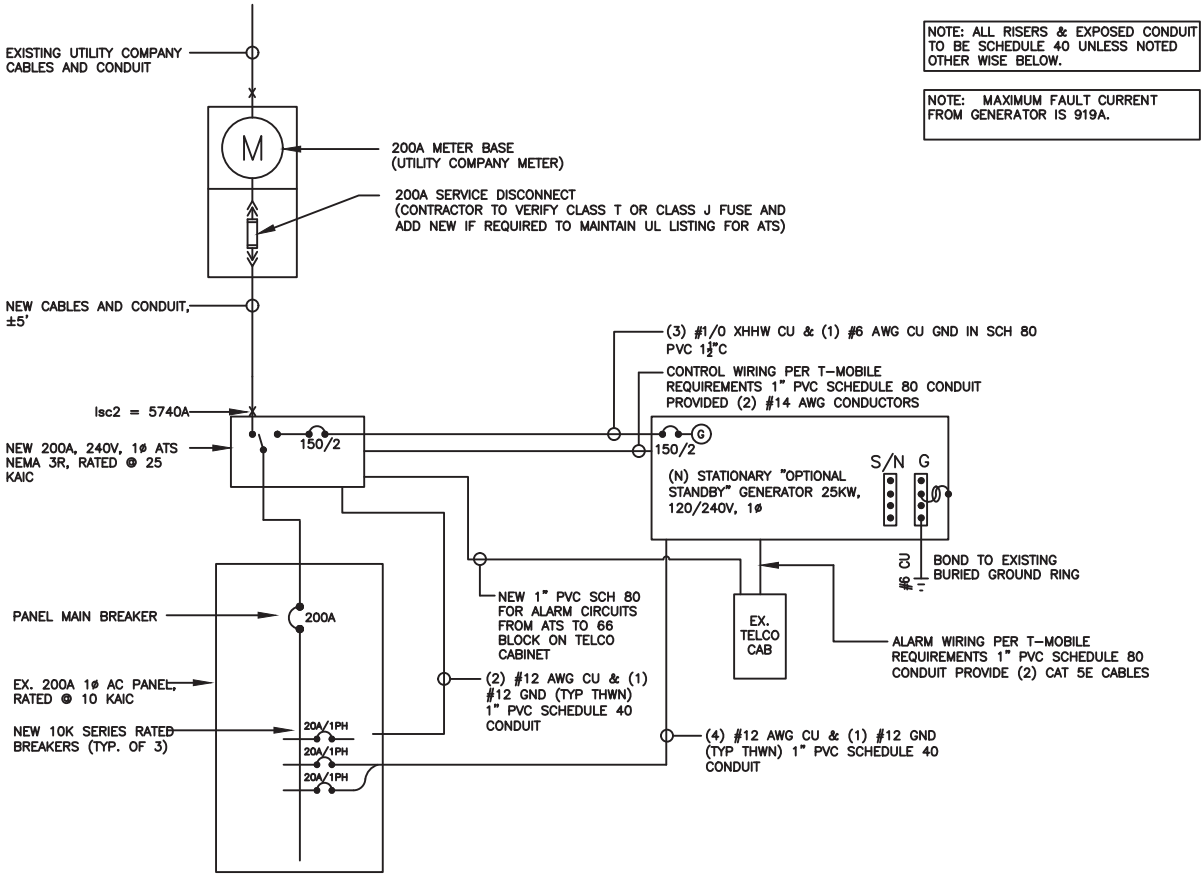 EXISTING UTILITY COMPANY
CABLES AND CONDUIT
NOTE: ALL RISERS & EXPOSED CONDUIT
TO BE SCHEDULE 40 UNLESS NOTED
OTHER WISE BELOW.
NOTE: MAXIMUM FAULT CURRENT
FROM GENERATOR IS 919A.
M
200A METER BASE
(UTILITY COMPANY METER)
200A SERVICE DISCONNECT
(CONTRACTOR TO VERIFY CLASS T OR CLASS J FUSE AND
ADD NEW IF REQUIRED TO MAINTAIN UL LISTING FOR ATS)
NEW CABLES AND CONDUIT,
±5'
(3) #1/0 XHHW CU & (1) #6 AWG CU GND IN SCH 80
PVC 1½"C
CONTROL WIRING PER T-MOBILE
REQUIREMENTS 1" PVC SCHEDULE 80 CONDUIT
PROVIDED (2) #14 AWG CONDUCTORS
Isc2 = 5740A
NEW 200A, 240V, 1ø ATS
NEMA 3R, RATED @ 25
KAIC
150/2
150/2
G
(N) STATIONARY "OPTIONAL
STANDBY" GENERATOR 25KW,
120/240V, 1ø
S/N G
#6 CU
BOND TO EXISTING
BURIED GROUND RING
PANEL MAIN BREAKER
200A
NEW 1" PVC SCH 80
FOR ALARM CIRCUITS
FROM ATS TO 66
BLOCK ON TELCO
CABINET
EX.
TELCO
CAB
ALARM WIRING PER T-MOBILE
REQUIREMENTS 1" PVC SCHEDULE 80
CONDUIT PROVIDE (2) CAT 5E CABLES
EX. 200A 1ø AC PANEL,
RATED @ 10 KAIC
(2) #12 AWG CU & (1)
#12 GND (TYP THWN)
1" PVC SCHEDULE 40
CONDUIT
NEW 10K SERIES RATED
BREAKERS (TYP. OF 3)
20A/1PH
20A/1PH
20A/1PH
(4) #12 AWG CU & (1) #12 GND
(TYP THWN) 1" PVC SCHEDULE 40
CONDUIT